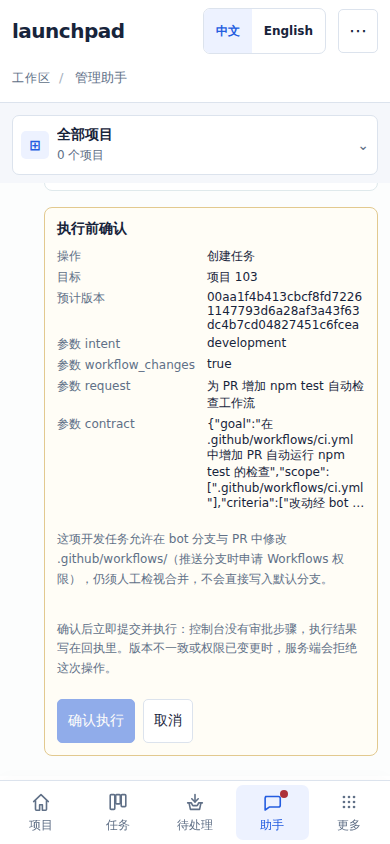 launchpad
中文 English ...
工作区 / 管理助手
全部项目
0 个项目
执行前确认
操作 创建任务
目标 项目 103
预计版本 00aa1f4b413cbcf8fd7226
1147793d6a28af3a43f63
dc4b7cd04827451c6fcea
参数 intent development
参数 workflow_changes true
参数 request 为 PR 增加 npm test 自动检
查工作流
参数 contract {"goal":"在
.github/workflows/ci.yml
中增加 PR 自动运行 npm
test 的检查","scope":
[".github/workflows/ci.yml
"],"criteria":["改动经 bot ...
这项开发任务允许在 bot 分支与 PR 中修改
.github/workflows/（推送分支时申请 Workflows 权
限），仍须人工检视合并，不会直接写入默认分支。
确认后立即提交并执行：控制台没有审批步骤，执行结果
写在回执里。版本不一致或权限已变更时，服务端会拒绝
这次操作。
确认执行 取消
项目 任务 待处理 助手 更多